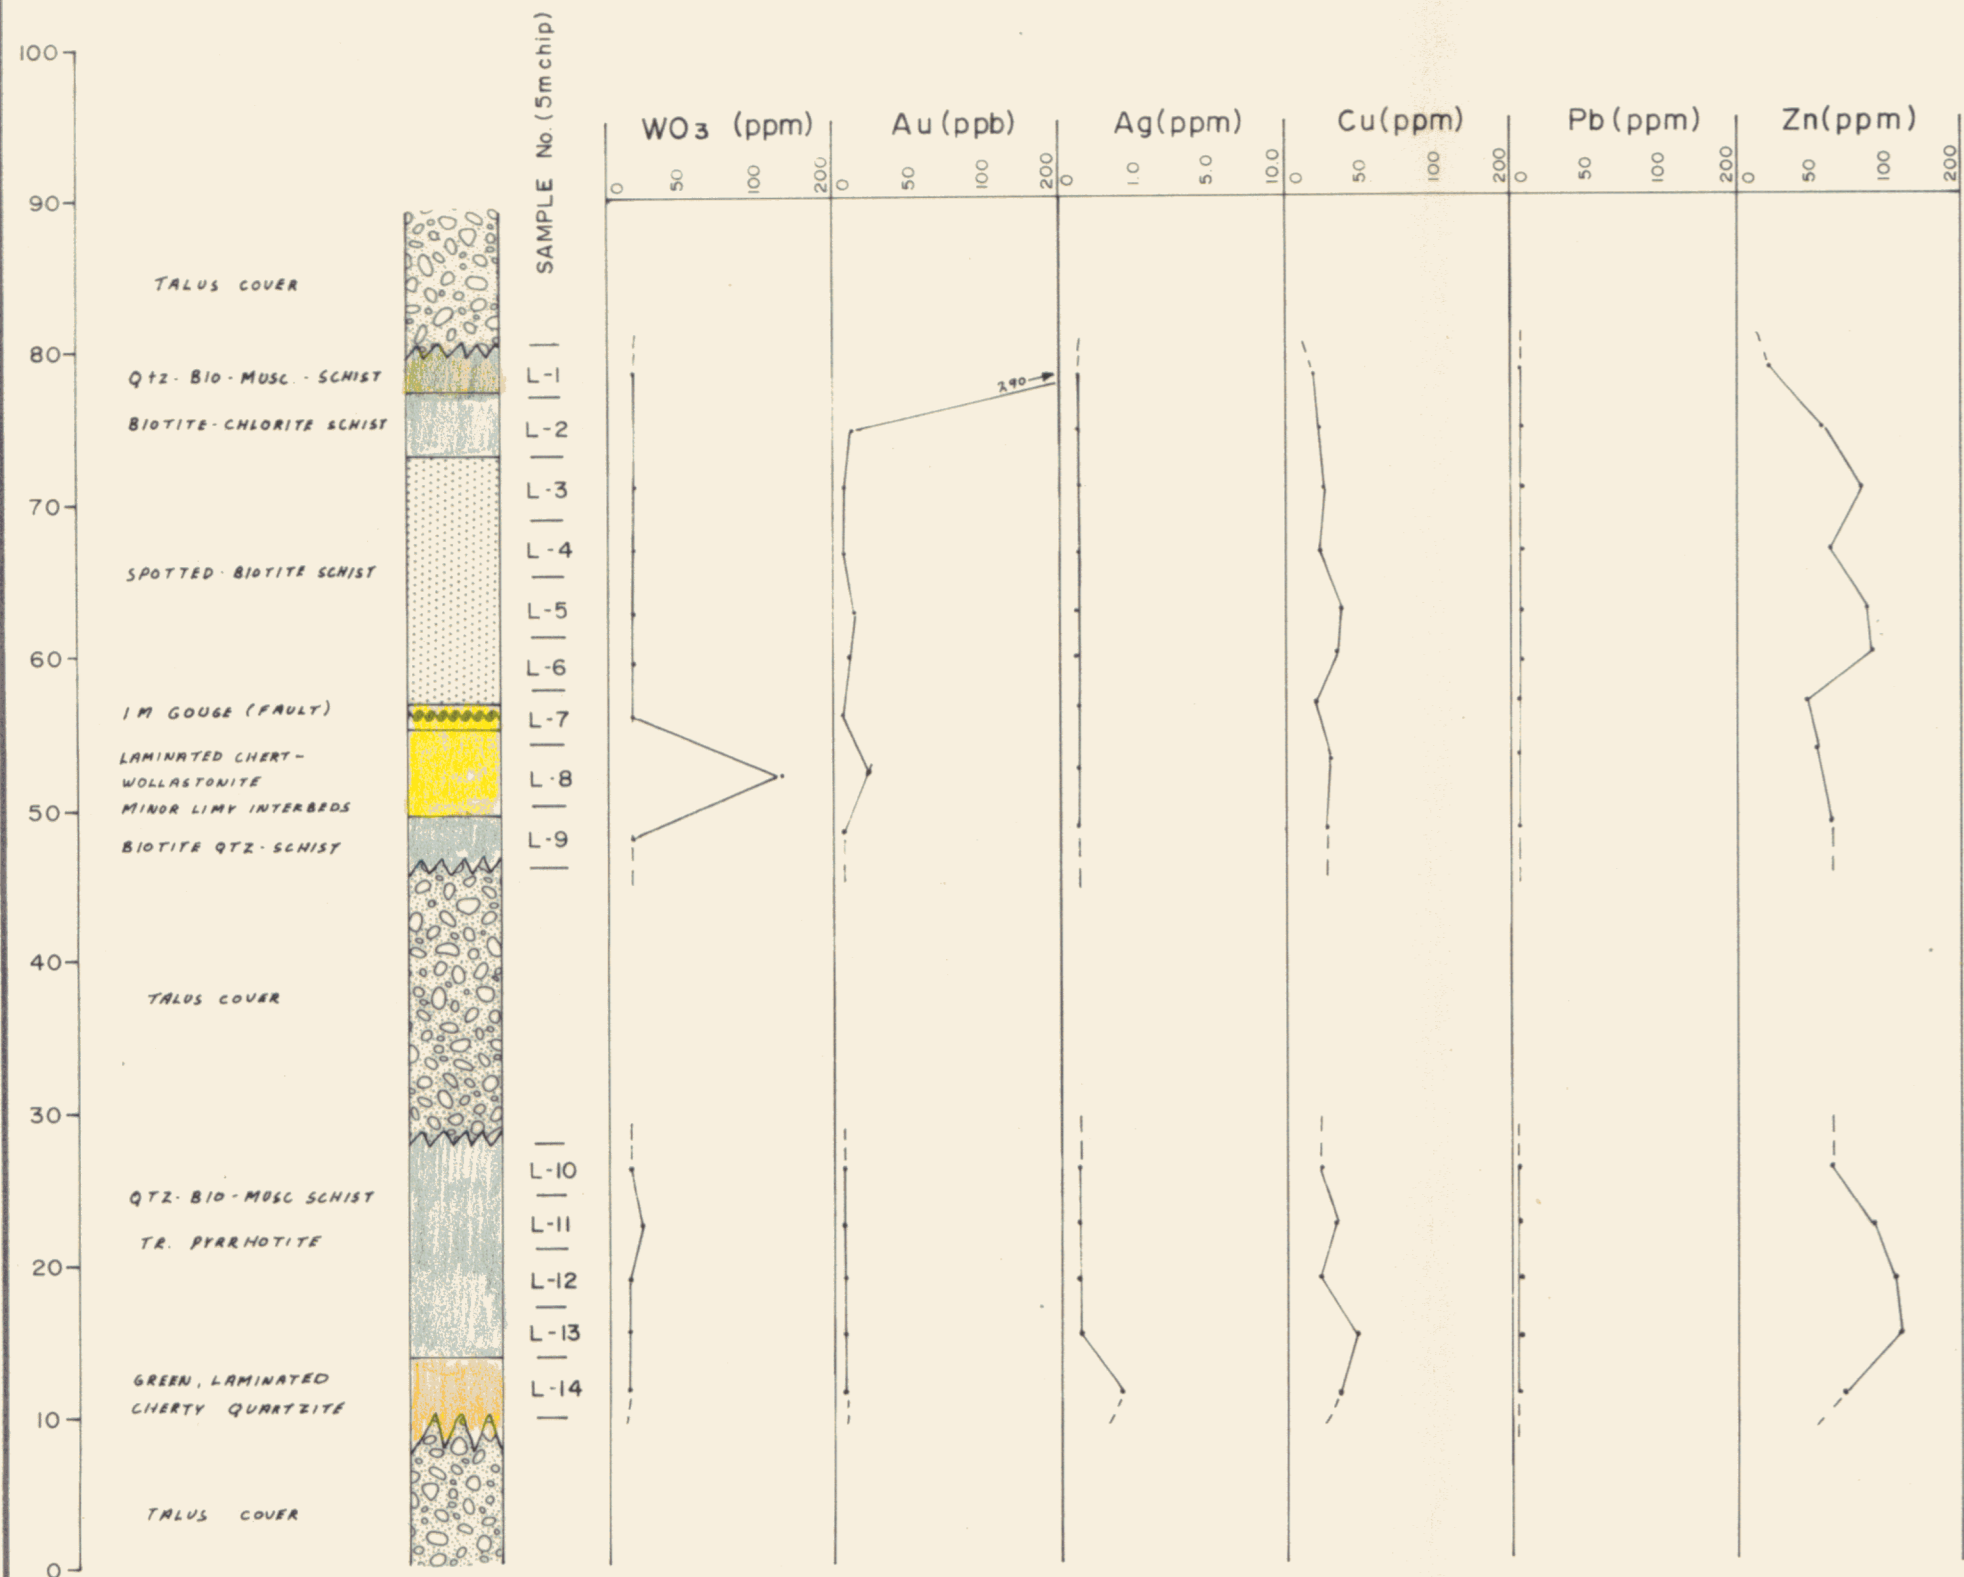 SAMPLE No. (5m chip)
WO3 (ppm)
Au (ppb)
Ag (ppm)
Cu (ppm)
Pb (ppm)
Zn (ppm)
0 50 100 200
0 50 100 200
0 1.0 5.0 10.0
0 50 100 200
0 50 100 200
0 50 100 200
100
90
80
70
60
50
40
30
20
10
0
TALUS COVER
QTZ - BIO - MUSC. - SCHIST
BIOTITE - CHLORITE SCHIST
SPOTTED - BIOTITE SCHIST
1 M GOUGE (FAULT)
LAMINATED CHERT -
WOLLASTONITE
MINOR LIMY INTERBEDS
BIOTITE QTZ - SCHIST
TALUS COVER
QTZ - BIO - MUSC SCHIST
TR. PYRRHOTITE
GREEN, LAMINATED
CHERTY QUARTZITE
TALUS COVER
L-1
L-2
L-3
L-4
L-5
L-6
L-7
L-8
L-9
L-10
L-11
L-12
L-13
L-14
290